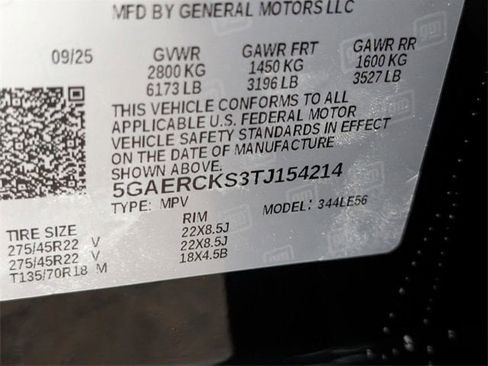 MFD BY GENERAL MOTORS LLC
09/25 GVWR GAWR FRT GAWR RR
2800 KG 1450 KG 1600 KG
6173 LB 3196 LB 3527 LB
THIS VEHICLE CONFORMS TO ALL
APPLICABLE U.S. FEDERAL MOTOR
VEHICLE SAFETY STANDARDS IN EFFECT
ON THE DATE OF MANUFACTURE
SHOWN ABOVE.
5GAERCKS3TJ154214
TYPE: MPV MODEL: 344LE56
TIRE SIZE RIM
275/45R22 V 22X8.5J
275/45R22 V 22X8.5J
T135/70R18 M 18X4.5B